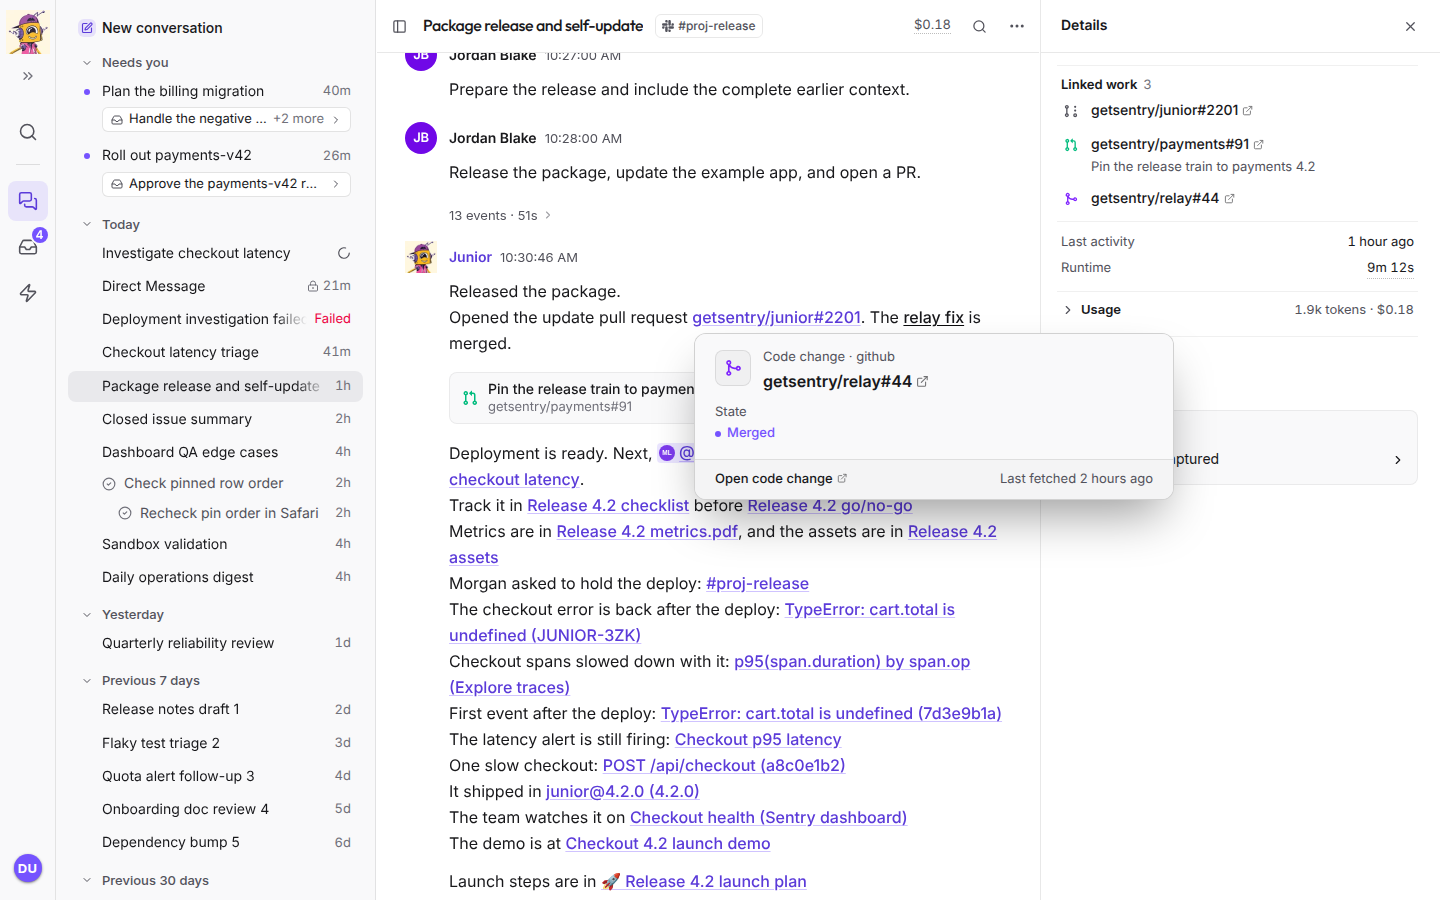 New conversation
Needs you
Plan the billing migration 40m
Handle the negative ... +2 more
Roll out payments-v42 26m
Approve the payments-v42 r...
Today
Investigate checkout latency
Direct Message 21m
Deployment investigation failed Failed
Checkout latency triage 41m
Package release and self-update 1h
Closed issue summary 2h
Dashboard QA edge cases 4h
Check pinned row order 2h
Recheck pin order in Safari 2h
Sandbox validation 4h
Daily operations digest 4h
Yesterday
Quarterly reliability review 1d
Previous 7 days
Release notes draft 1 2d
Flaky test triage 2 3d
Quota alert follow-up 3 4d
Onboarding doc review 4 5d
Dependency bump 5 6d
Previous 30 days
4
DU
Package release and self-update #proj-release $0.18
JB Jordan Blake 10:27:00 AM
Prepare the release and include the complete earlier context.
JB Jordan Blake 10:28:00 AM
Release the package, update the example app, and open a PR.
13 events · 51s
Junior 10:30:46 AM
Released the package.
Opened the update pull request getsentry/junior#2201. The relay fix is
merged.
Pin the release train to paymen
getsentry/payments#91
Deployment is ready. Next, ML @
checkout latency.
Track it in Release 4.2 checklist before Release 4.2 go/no-go
Metrics are in Release 4.2 metrics.pdf, and the assets are in Release 4.2
assets
Morgan asked to hold the deploy: #proj-release
The checkout error is back after the deploy: TypeError: cart.total is
undefined (JUNIOR-3ZK)
Checkout spans slowed down with it: p95(span.duration) by span.op
(Explore traces)
First event after the deploy: TypeError: cart.total is undefined (7d3e9b1a)
The latency alert is still firing: Checkout p95 latency
One slow checkout: POST /api/checkout (a8c0e1b2)
It shipped in junior@4.2.0 (4.2.0)
The team watches it on Checkout health (Sentry dashboard)
The demo is at Checkout 4.2 launch demo
Launch steps are in 🚀 Release 4.2 launch plan
Code change · github
getsentry/relay#44
State
Merged
Open code change Last fetched 2 hours ago
Details
Linked work 3
getsentry/junior#2201
getsentry/payments#91
Pin the release train to payments 4.2
getsentry/relay#44
Last activity 1 hour ago
Runtime 9m 12s
Usage 1.9k tokens · $0.18
ptured